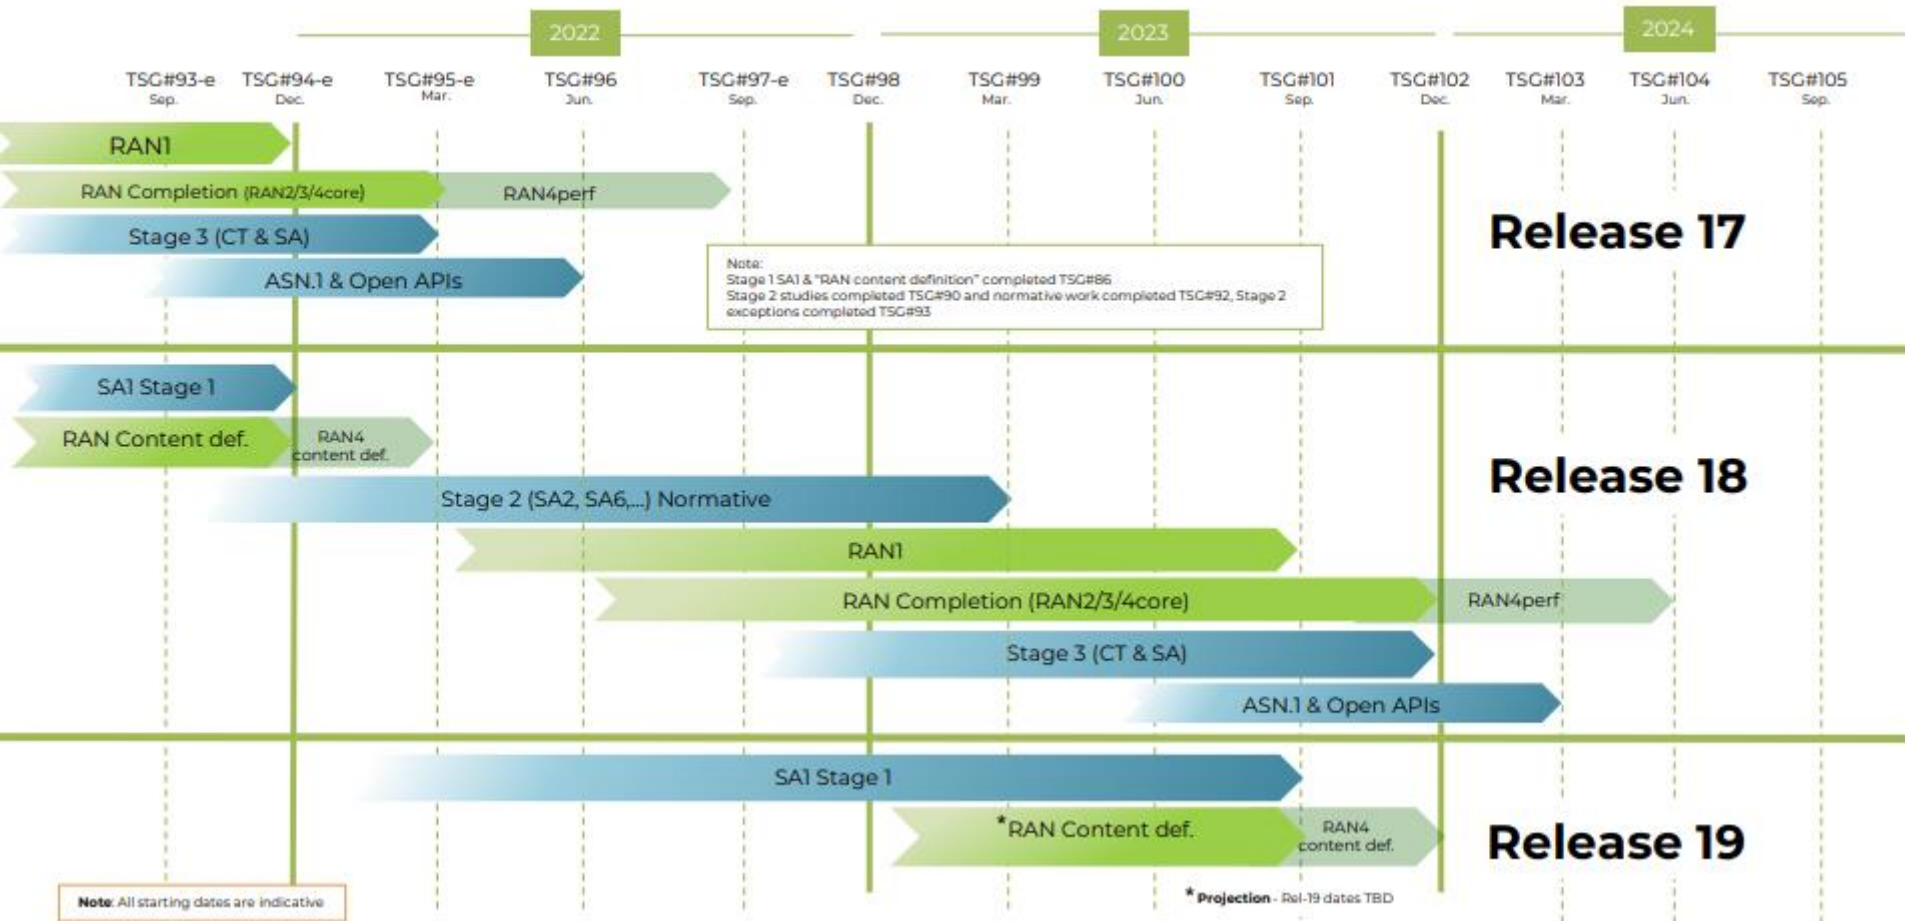 2022
2023
2024
TSG#93-e
TSG#94-e
TSG#95-e
TSG#96
TSG#97-e
TSG#98
TSG#99
TSG#100
TSG#101
TSG#102
TSG#103
TSG#104
TSG#105
Sep.
Dec.
Mar.
Jun.
Sep.
Dec.
Mar.
Jun.
Sep.
Dec.
Mar.
Jun.
Sep.
RAN1
RAN Completion (RAN2/3/4core)
RAN4perf
Stage 3 (CT & SA)
ASN.1 & Open APIs
Note:
Stage 1 SA1 & "RAN content definition" completed TSG#86
Stage 2 studies completed TSG#90 and normative work completed TSG#92, Stage 2
exceptions completed TSG#93
Release 17
SA1 Stage 1
RAN Content def.
RAN4
content def.
Stage 2 (SA2, SA6,...) Normative
RAN1
RAN Completion (RAN2/3/4core)
RAN4perf
Stage 3 (CT & SA)
ASN.1 & Open APIs
Release 18
SA1 Stage 1
*RAN Content def.
RAN4
content def.
Release 19
Note: All starting dates are indicative
*Projection - Rel-19 dates TBD